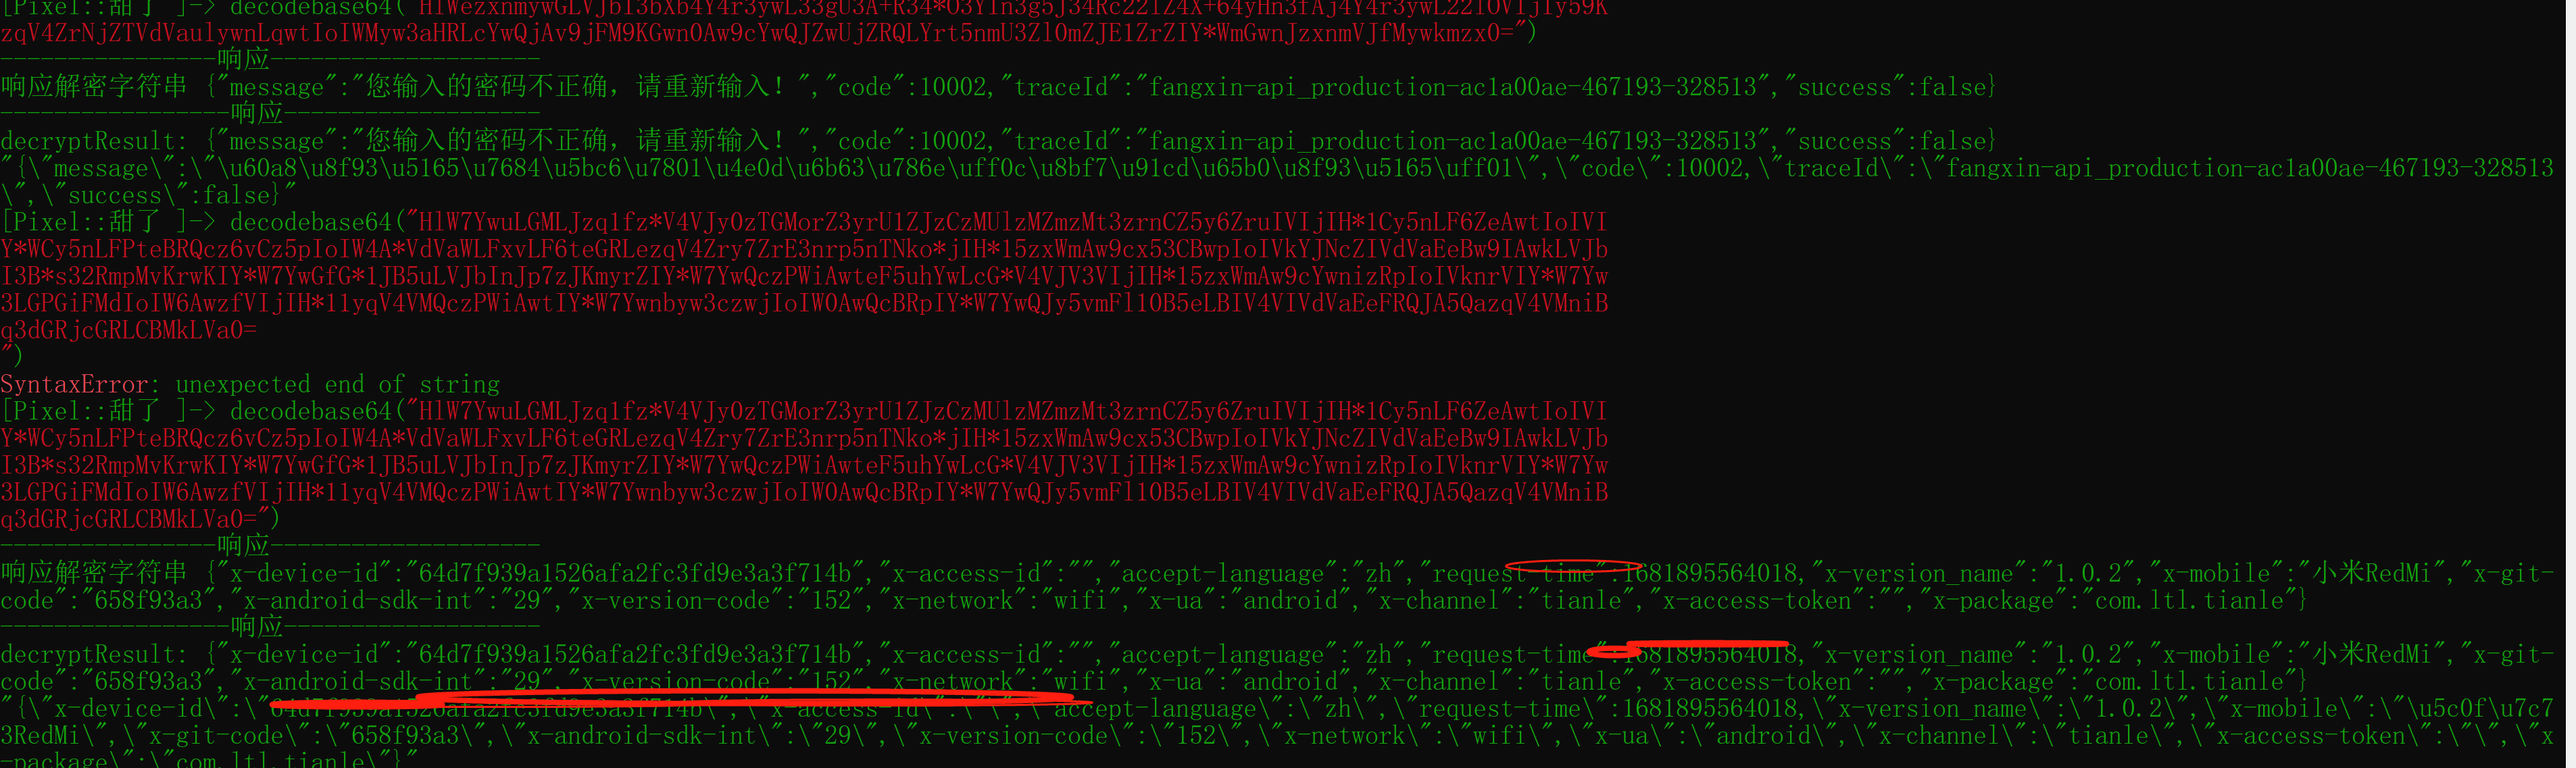 [Pixel::甜了 ]-> decodebase64("
zqV4ZrNjZTVdVaulywnLqwtIoIWMyw3aHRLcYwQjAv9jFM9KGwn0Aw9cYwQJZwUjZRQLYrt5nmU3Zl0mZJE1ZrZIY*WmGwnJzxnmVJfMywkmzx0=")
----------------响应--------------------
响应解密字符串 {"message":"您输入的密码不正确，请重新输入！","code":10002,"traceId":"fangxin-api_production-ac1a00ae-467193-328513","success":false}
-----------------响应-------------------
decryptResult: {"message":"您输入的密码不正确，请重新输入！","code":10002,"traceId":"fangxin-api_production-ac1a00ae-467193-328513","success":false}
"{\"message\":\"\u60a8\u8f93\u5165\u7684\u5bc6\u7801\u4e0d\u6b63\u786e\uff0c\u8bf7\u91cd\u65b0\u8f93\u5165\uff01\",\"code\":10002,\"traceId\":\"fangxin-api_production-ac1a00ae-467193-328513
\",\"success\":false}"
[Pixel::甜了 ]-> decodebase64("HlW7YwuLGMLJzq1fz*V4VJy0zTGMorZ3yrU1ZJzCzMUlzMZmzMt3zrnCZ5y6ZruIVIjIH*1Cy5nLF6ZeAwtIoIVI
Y*WCy5nLFPteBRQcz6vCz5pIoIW4A*VdVaWLFxvLF6teGRLezqV4Zry7ZrE3nrp5nTNko*jIH*15zxWmAw9cx53CBwpIoIVkYJNcZIVdVaEeBw9IAwkLVJb
I3B*s32RmpMvKrwKIY*W7YwGfG*1JB5uLVJbInJp7zJKmyrZIY*W7YwQczPWiAwteF5uhYwLcG*V4VJV3VIjIH*15zxWmAw9cYwnizRpIoIVknrVIY*W7Yw
3LGPGiFMdIoIW6AwzfVIjIH*11yqV4VMQczPWiAwtIY*W7Ywnbyw3czwjIoIW0AwQcBRpIY*W7YwQJy5vmFl10B5eLBIV4VIVdVaEeFRQJA5QazqV4VMniB
q3dGRjcGRLCBMkLVa0=
")
SyntaxError: unexpected end of string
[Pixel::甜了 ]-> decodebase64("HlW7YwuLGMLJzq1fz*V4VJy0zTGMorZ3yrU1ZJzCzMUlzMZmzMt3zrnCZ5y6ZruIVIjIH*1Cy5nLF6ZeAwtIoIVI
Y*WCy5nLFPteBRQcz6vCz5pIoIW4A*VdVaWLFxvLF6teGRLezqV4Zry7ZrE3nrp5nTNko*jIH*15zxWmAw9cx53CBwpIoIVkYJNcZIVdVaEeBw9IAwkLVJb
I3B*s32RmpMvKrwKIY*W7YwGfG*1JB5uLVJbInJp7zJKmyrZIY*W7YwQczPWiAwteF5uhYwLcG*V4VJV3VIjIH*15zxWmAw9cYwnizRpIoIVknrVIY*W7Yw
3LGPGiFMdIoIW6AwzfVIjIH*11yqV4VMQczPWiAwtIY*W7Ywnbyw3czwjIoIW0AwQcBRpIY*W7YwQJy5vmFl10B5eLBIV4VIVdVaEeFRQJA5QazqV4VMniB
q3dGRjcGRLCBMkLVa0=")
----------------响应--------------------
响应解密字符串 {"x-device-id":"64d7f939a1526afa2fc3fd9e3a3f714b","x-access-id":"","accept-language":"zh","request-time":1681895564018,"x-version_name":"1.0.2","x-mobile":"小米RedMi","x-git-
code":"658f93a3","x-android-sdk-int":"29","x-version-code":"152","x-network":"wifi","x-ua":"android","x-channel":"tianle","x-access-token":"","x-package":"com.ltl.tianle"}
-----------------响应-------------------
decryptResult: {"x-device-id":"64d7f939a1526afa2fc3fd9e3a3f714b","x-access-id":"","accept-language":"zh","request-time":1681895564018,"x-version_name":"1.0.2","x-mobile":"小米RedMi","x-git-
code":"658f93a3","x-android-sdk-int":"29","x-version-code":"152","x-network":"wifi","x-ua":"android","x-channel":"tianle","x-access-token":"","x-package":"com.ltl.tianle"}
"{\"x-device-id\":\"64d7f939a1526afa2fc3fd9e3a3f714b\",\"x-access-id\":\"\",\"accept-language\":\"zh\",\"request-time\":1681895564018,\"x-version_name\":\"1.0.2\",\"x-mobile\":\"\u5c0f\u7c7
3RedMi\",\"x-git-code\":\"658f93a3\",\"x-android-sdk-int\":\"29\",\"x-version-code\":\"152\",\"x-network\":\"wifi\",\"x-ua\":\"android\",\"x-channel\":\"tianle\",\"x-access-token\":\"\",\"x
-package\":\"com.ltl.tianle\"}"